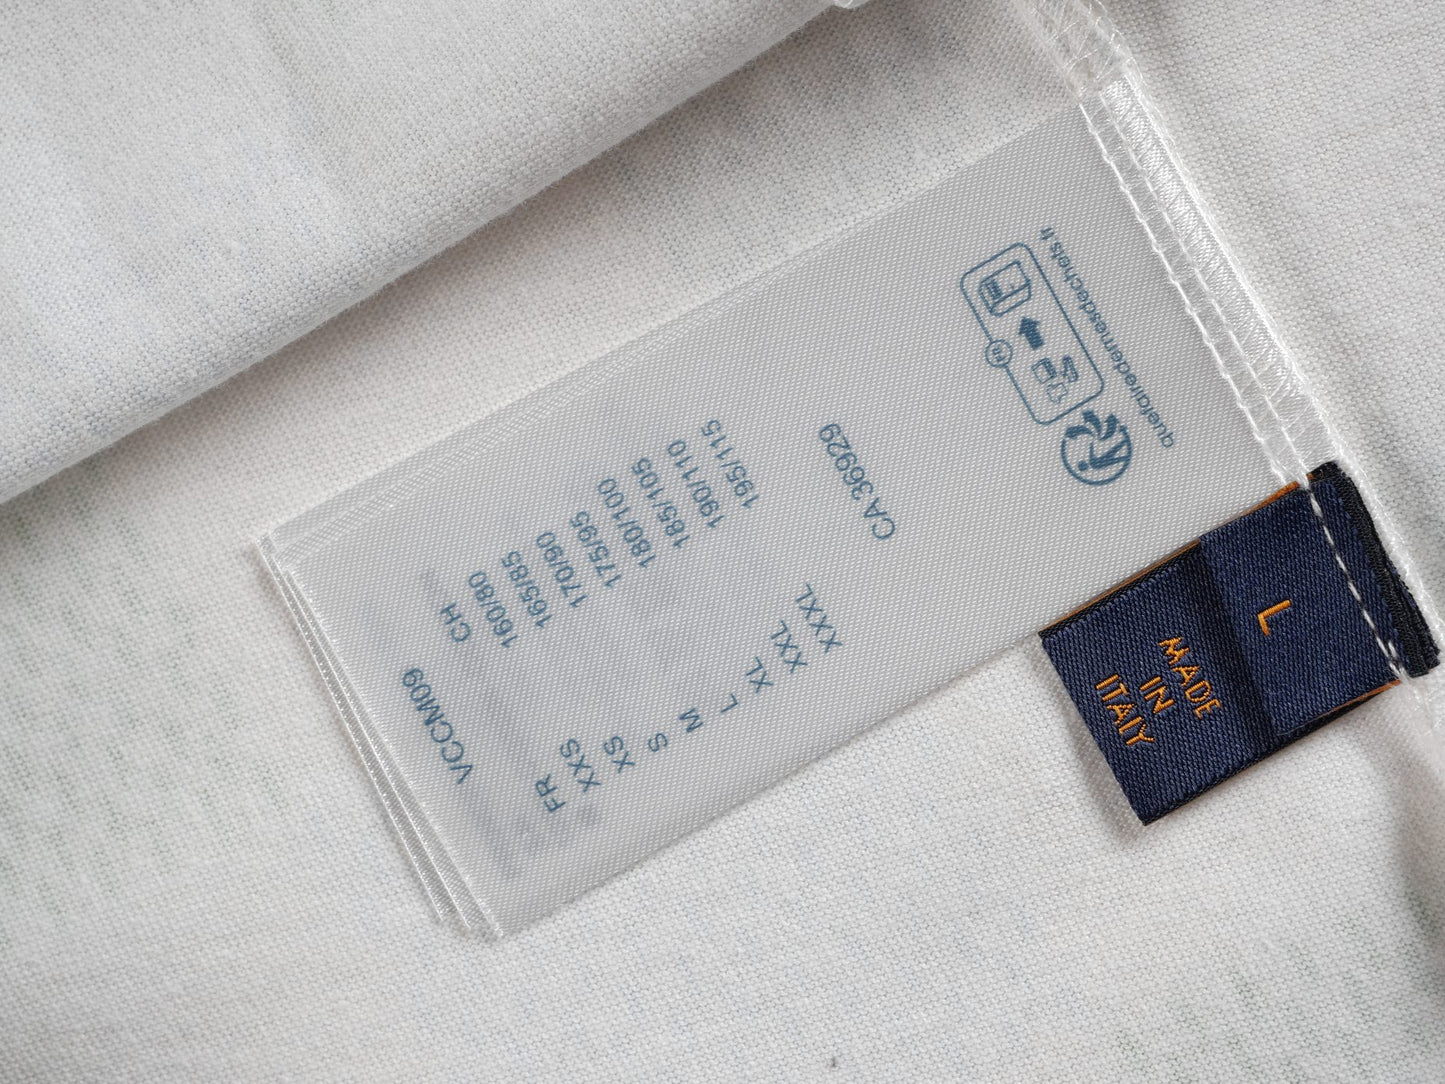 VCCM09
FR CH
XXS 160/80
XS 165/85
S 170/90
M 175/95
L 180/100
XL 185/105
XXL 190/110
XXXL 195/115
CA 36929
FR
quefairedemesdechets.fr
L
MADE
IN
ITALY